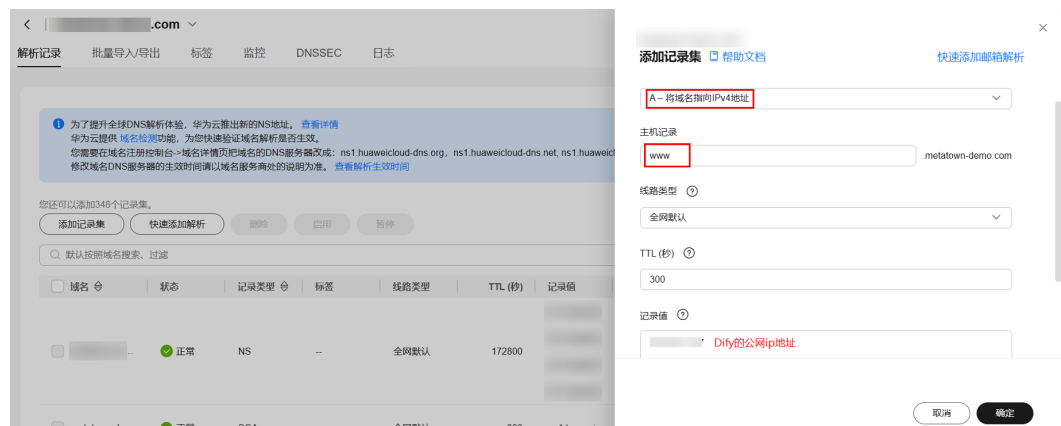 .com
解析记录 批量导入/导出 标签 监控 DNSSEC 日志
为了提升全球DNS解析体验，华为云推出新的NS地址。 查看详情
华为云提供 域名检测功能，为您快速验证域名解析是否生效。
您需要在域名注册控制台->域名详情页把域名的DNS服务器改成：ns1.huaweicloud-dns.org，ns1.huaweicloud-dns.net, ns1.huaweicl
修改域名DNS服务器的生效时间请以域名服务商处的说明为准。 查看解析生效时间
您还可以添加348个记录集。
添加记录集 快速添加解析 删除 启用 暂停
默认按照域名搜索、过滤
域名 状态 记录类型 标签 线路类型 TTL (秒) 记录值
正常 NS -- 全网默认 172800
添加记录集 帮助文档 快速添加邮箱解析
A – 将域名指向IPv4地址
主机记录
www .metatown-demo.com
线路类型
全网默认
TTL (秒)
300
记录值
Dify的公网ip地址
取消 确定